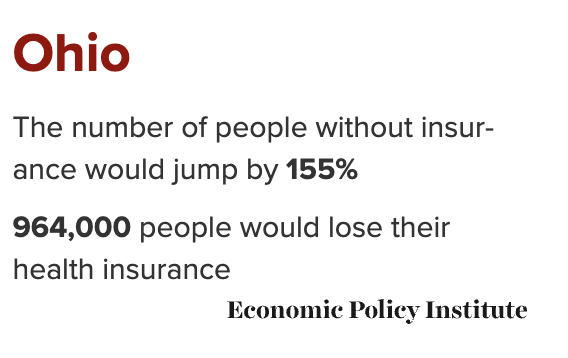 Ohio
The number of people without insur-
ance would jump by 155%
964,000 people would lose their
health insurance
Economic Policy Institute